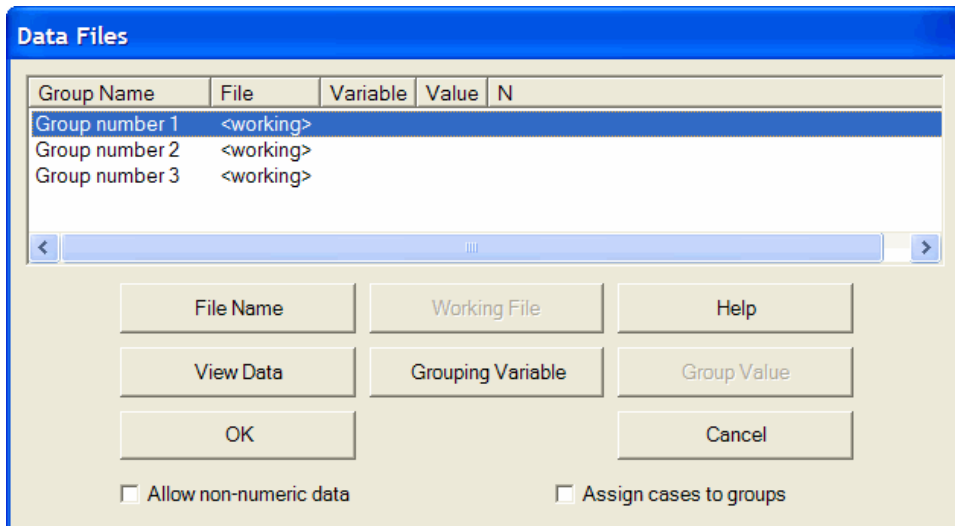 Data Files
Group Name File Variable Value N
Group number 1 <working>
Group number 2 <working>
Group number 3 <working>
File Name Working File Help
View Data Grouping Variable Group Value
OK Cancel
Allow non-numeric data Assign cases to groups